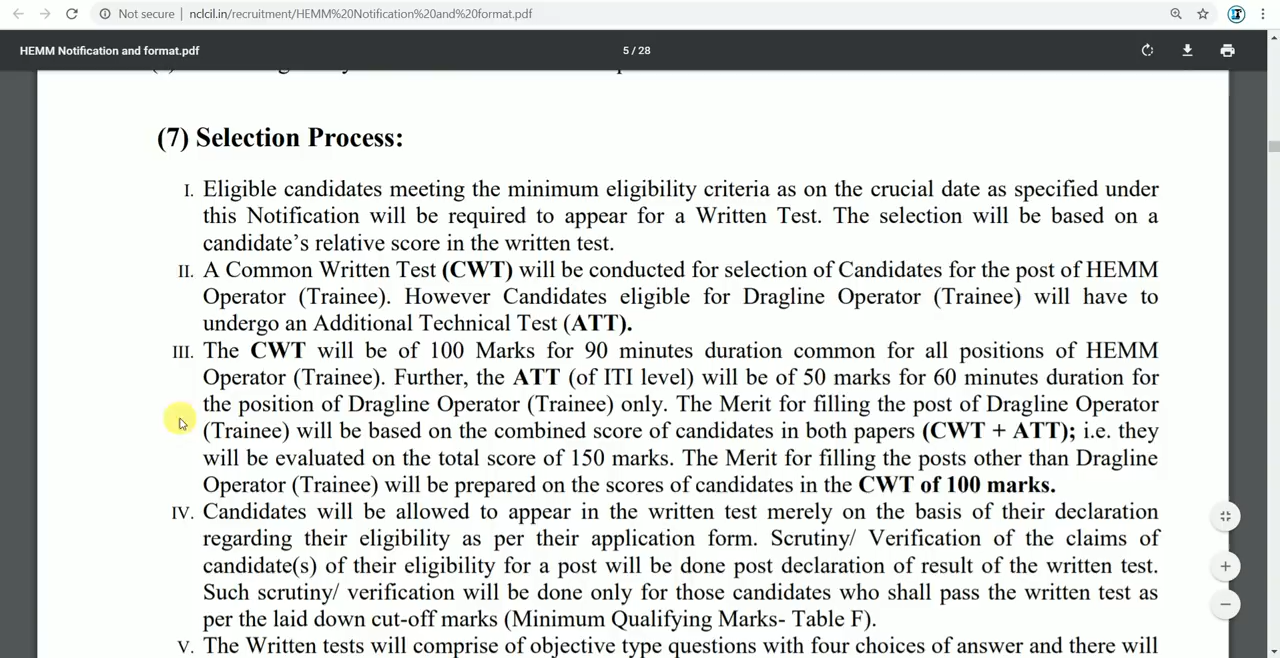 Not secure | nclcil.in/recruitment/HEMM%20Notification%20and%20format.pdf
HEMM Notification and format.pdf
5 / 28
(7) Selection Process:
I. Eligible candidates meeting the minimum eligibility criteria as on the crucial date as specified under
this Notification will be required to appear for a Written Test. The selection will be based on a
candidate's relative score in the written test.
II. A Common Written Test (CWT) will be conducted for selection of Candidates for the post of HEMM
Operator (Trainee). However Candidates eligible for Dragline Operator (Trainee) will have to
undergo an Additional Technical Test (ATT).
III. The CWT will be of 100 Marks for 90 minutes duration common for all positions of HEMM
Operator (Trainee). Further, the ATT (of ITI level) will be of 50 marks for 60 minutes duration for
the position of Dragline Operator (Trainee) only. The Merit for filling the post of Dragline Operator
(Trainee) will be based on the combined score of candidates in both papers (CWT + ATT); i.e. they
will be evaluated on the total score of 150 marks. The Merit for filling the posts other than Dragline
Operator (Trainee) will be prepared on the scores of candidates in the CWT of 100 marks.
IV. Candidates will be allowed to appear in the written test merely on the basis of their declaration
regarding their eligibility as per their application form. Scrutiny/ Verification of the claims of
candidate(s) of their eligibility for a post will be done post declaration of result of the written test.
Such scrutiny/ verification will be done only for those candidates who shall pass the written test as
per the laid down cut-off marks (Minimum Qualifying Marks- Table F).
V. The Written tests will comprise of objective type questions with four choices of answer and there will